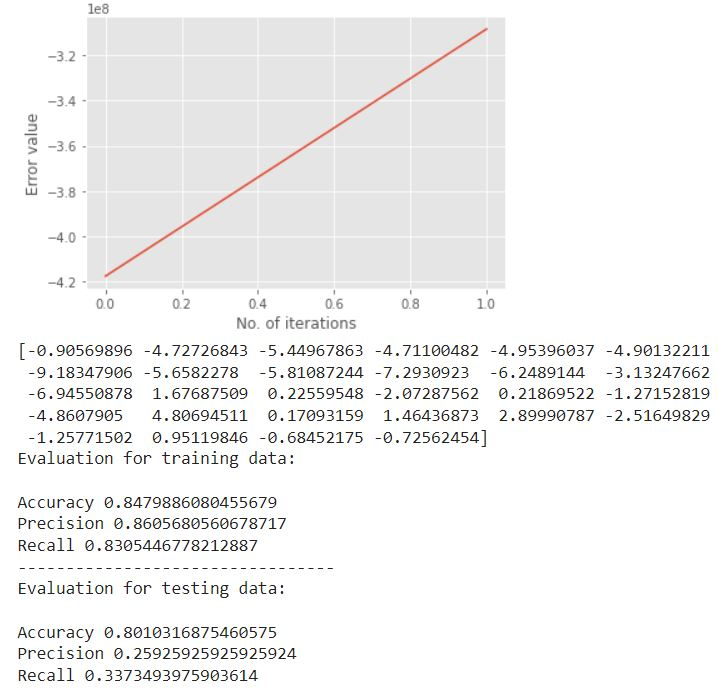 1e8
-3.2
-3.4
-3.6
-3.8
-4.0
-4.2
Error value
0.0 0.2 0.4 0.6 0.8 1.0
No. of iterations
[-0.90569896 -4.72726843 -5.44967863 -4.71100482 -4.95396037 -4.90132211
-9.18347906 -5.6582278 -5.81087244 -7.2930923 -6.2489144 -3.13247662
-6.94550878 1.67687509 0.22559548 -2.07287562 0.21869522 -1.27152819
-4.8607905 4.80694511 0.17093159 1.46436873 2.89990787 -2.51649829
-1.25771502 0.95119846 -0.68452175 -0.72562454]
Evaluation for training data:
Accuracy 0.8479886080455679
Precision 0.8605680560678717
Recall 0.8305446778212887
---------------------------------
Evaluation for testing data:
Accuracy 0.8010316875460575
Precision 0.25925925925925924
Recall 0.3373493975903614